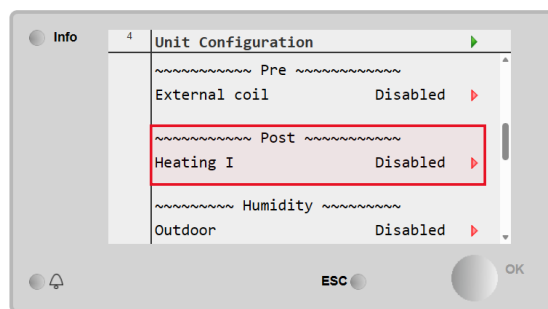 Info
4 Unit Configuration
~~~~~~~~~~~ Pre ~~~~~~~~~~~~
External coil Disabled
~~~~~~~~~~~ Post ~~~~~~~~~~~
Heating I Disabled
~~~~~~~~~ Humidity ~~~~~~~~~
Outdoor Disabled
ESC
OK